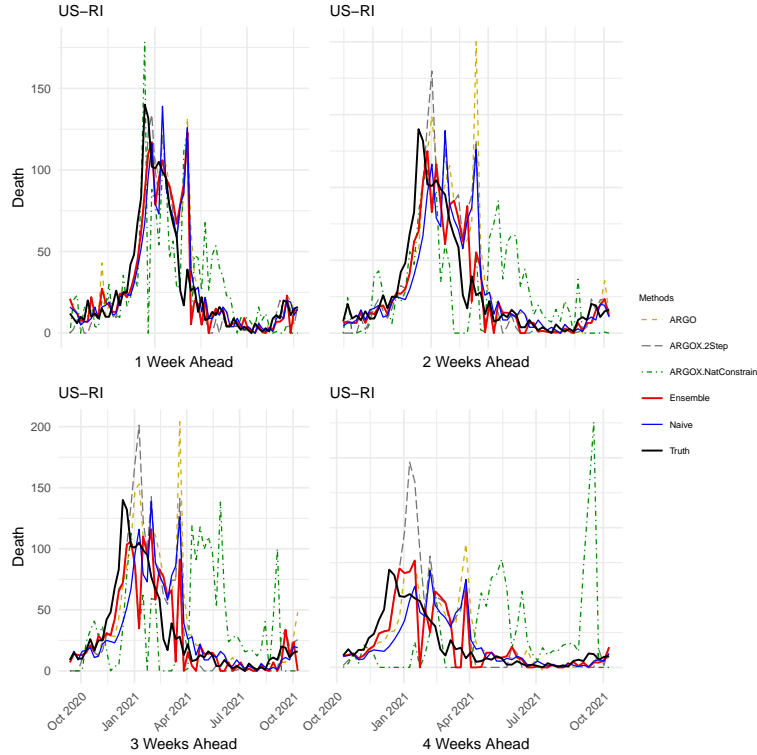 US−RI
US−RI
Death
150
100
50
0
1 Week Ahead
2 Weeks Ahead
Methods
ARGO
ARGOX.2Step
ARGOX.NatConstrain
Ensemble
Naive
Truth
US−RI
US−RI
Death
200
150
100
50
0
Oct 2020
Jan 2021
Apr 2021
Jul 2021
Oct 2021
Oct 2020
Jan 2021
Apr 2021
Jul 2021
Oct 2021
3 Weeks Ahead
4 Weeks Ahead